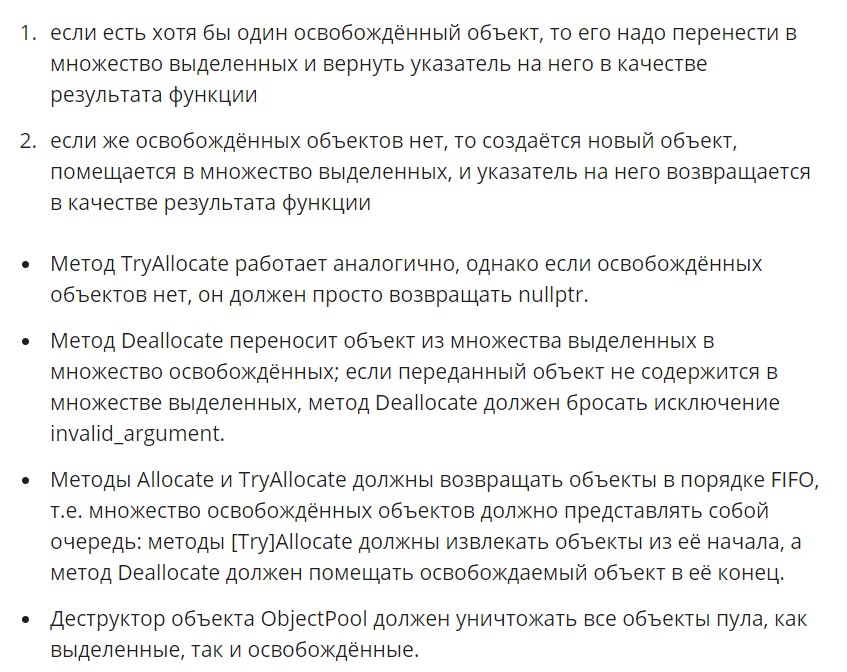 1. если есть хотя бы один освобождённый объект, то его надо перенести в
множество выделенных и вернуть указатель на него в качестве
результата функции
2. если же освобождённых объектов нет, то создаётся новый объект,
помещается в множество выделенных, и указатель на него возвращается
в качестве результата функции
• Метод TryAllocate работает аналогично, однако если освобождённых
объектов нет, он должен просто возвращать nullptr.
• Метод Deallocate переносит объект из множества выделенных в
множество освобождённых; если переданный объект не содержится в
множестве выделенных, метод Deallocate должен бросать исключение
invalid_argument.
• Методы Allocate и TryAllocate должны возвращать объекты в порядке FIFO,
т.е. множество освобождённых объектов должно представлять собой
очередь: методы [Try]Allocate должны извлекать объекты из её начала, а
метод Deallocate должен помещать освобождаемый объект в её конец.
• Деструктор объекта ObjectPool должен уничтожать все объекты пула, как
выделенные, так и освобождённые.